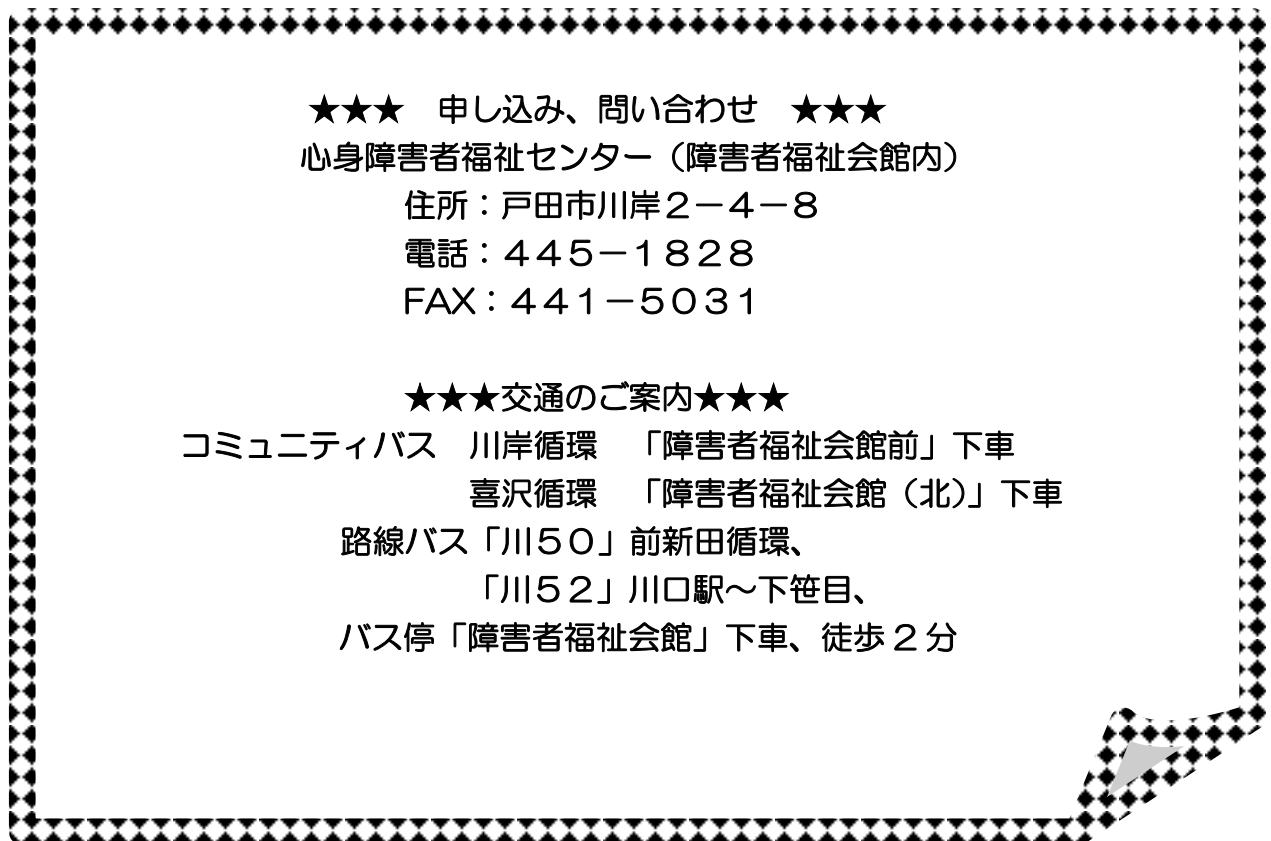 ★★★　申し込み、問い合わせ　★★★
心身障害者福祉センター（障害者福祉会館内）
住所：戸田市川岸２－４－８
電話：４４５－１８２８
FAX：４４１－５０３１
★★★交通のご案内★★★
コミュニティバス　川岸循環　「障害者福祉会館前」下車
喜沢循環　「障害者福祉会館（北）」下車
路線バス「川５０」前新田循環、
「川５２」川口駅～下笹目、
バス停「障害者福祉会館」下車、徒歩２分